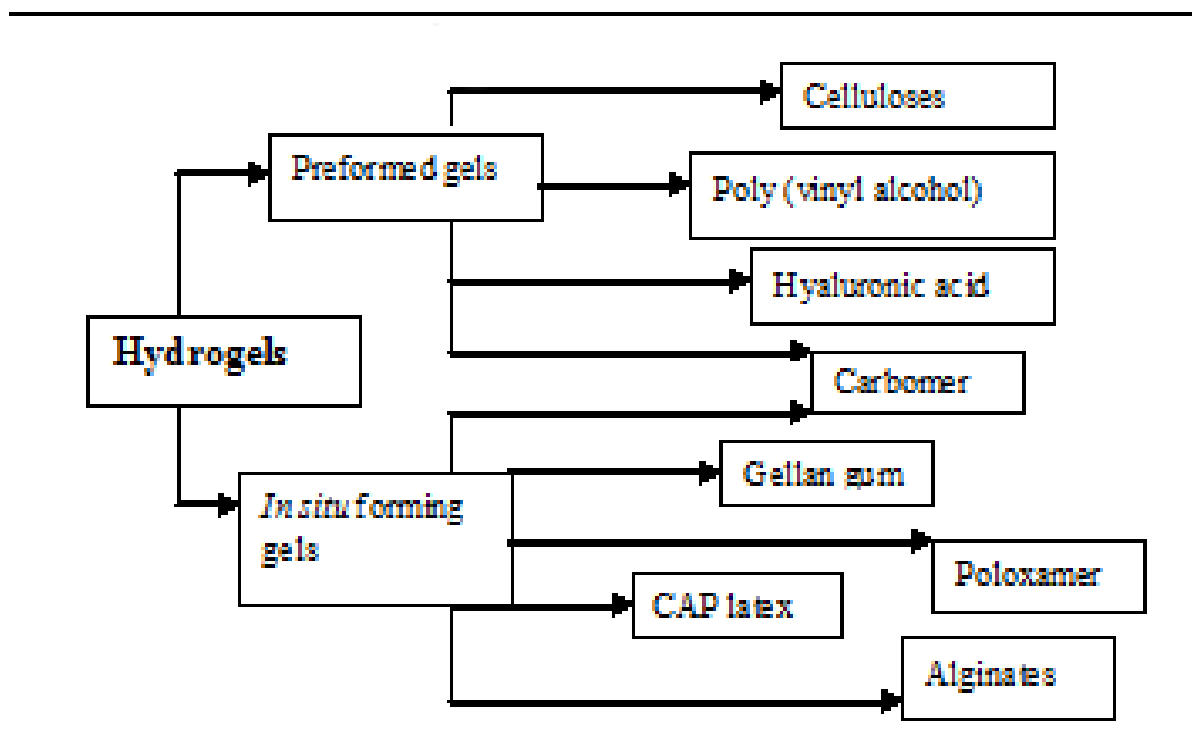 Celluloses
Preformed gels
Poly (vinyl alcohol)
Hyaluronic acid
Hydrogels
Carbomer
Gellan gum
In situ forming
gels
Poloxamer
CAP latex
Alginates